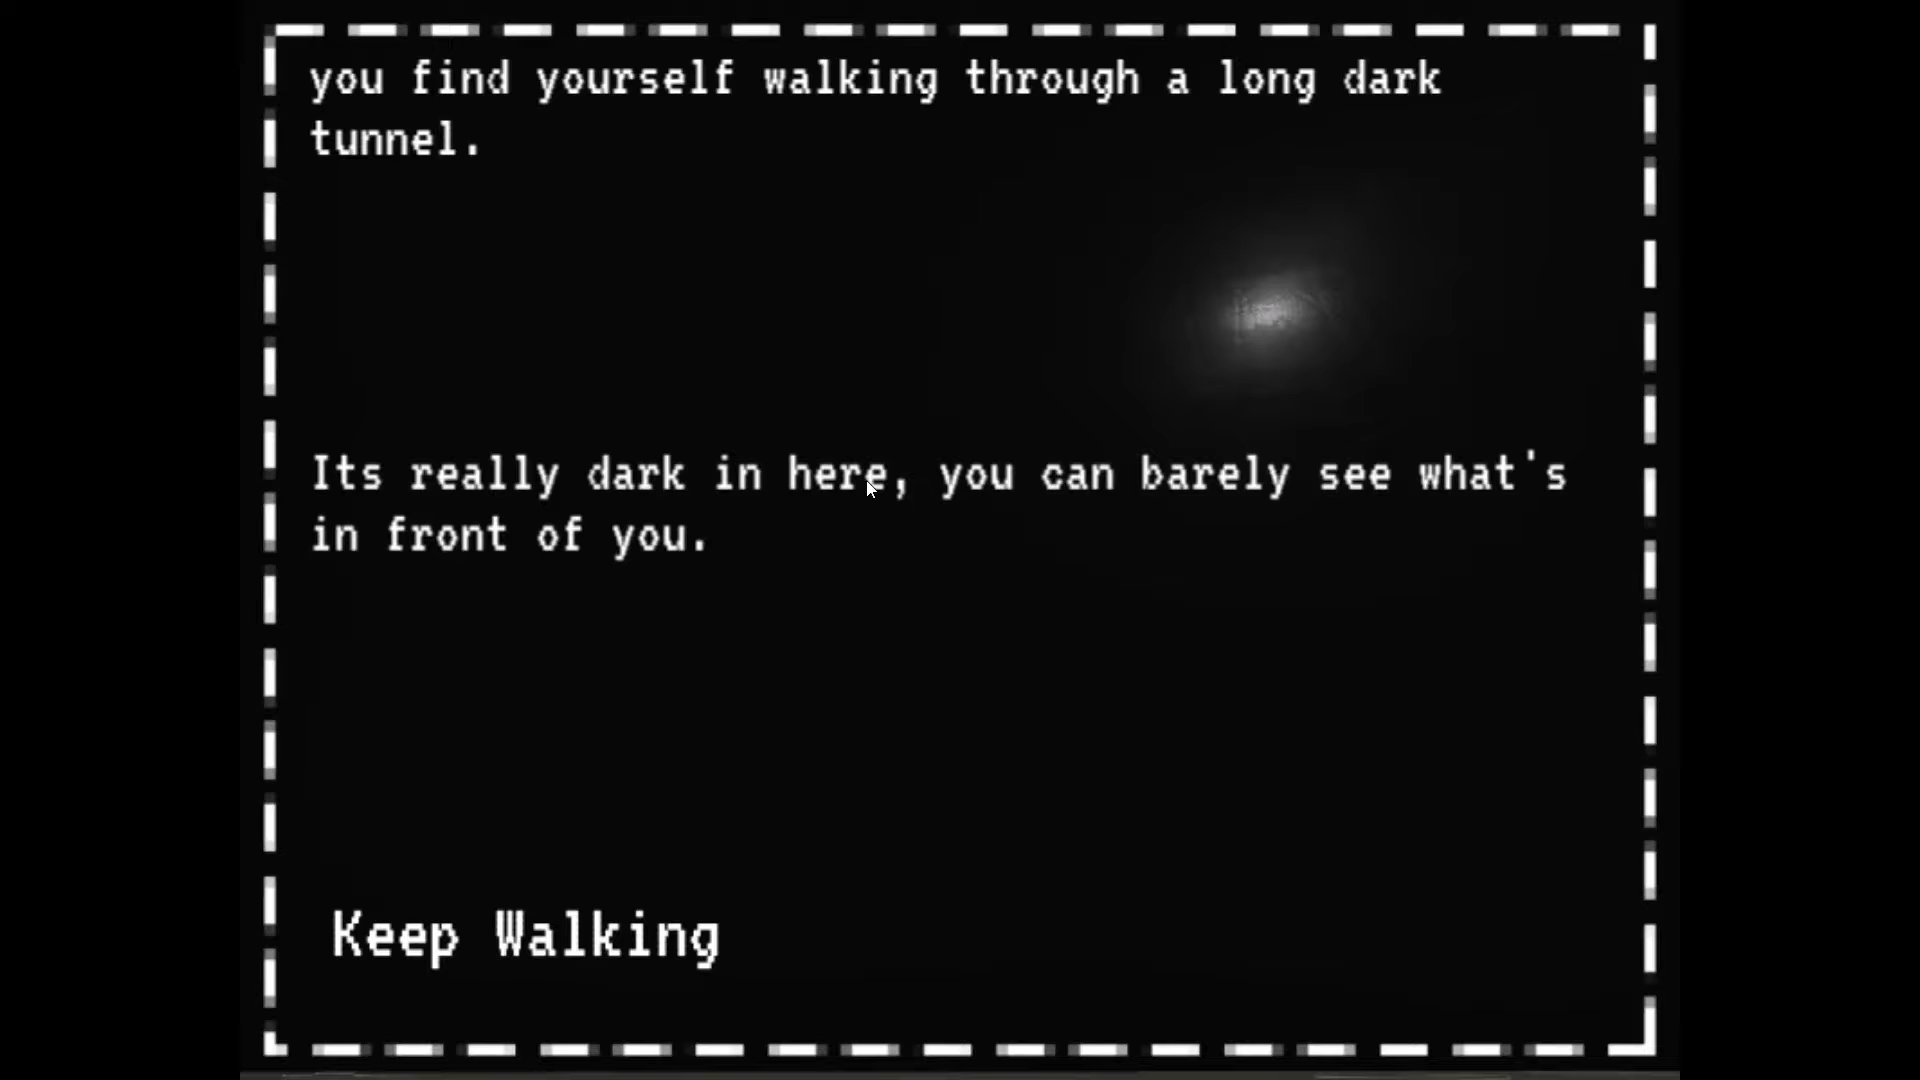 you find yourself walking through a long dark
tunnel.
Its really dark in here, you can barely see what's
in front of you.
Keep Walking